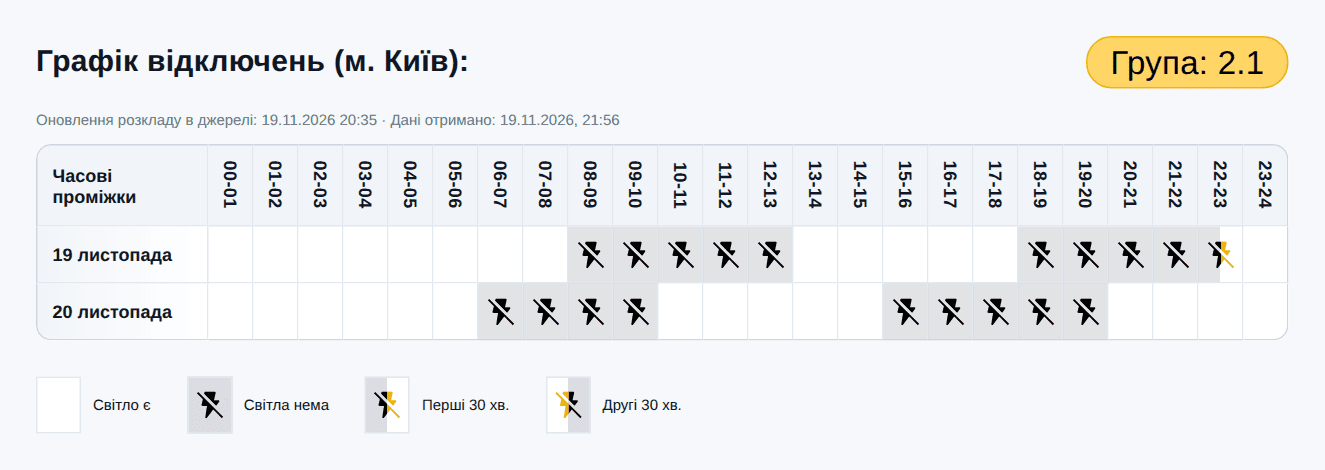 Графік відключень (м. Київ):
Група: 2.1
Оновлення розкладу в джерелі: 19.11.2026 20:35 · Дані отримано: 19.11.2026, 21:56
Часові
проміжки
00-01 01-02 02-03 03-04 04-05 05-06 06-07 07-08 08-09 09-10 10-11 11-12 12-13 13-14 14-15 15-16 16-17 17-18 18-19 19-20 20-21 21-22 22-23 23-24
19 листопада
20 листопада
Світло є Світла нема Перші 30 хв. Другі 30 хв.